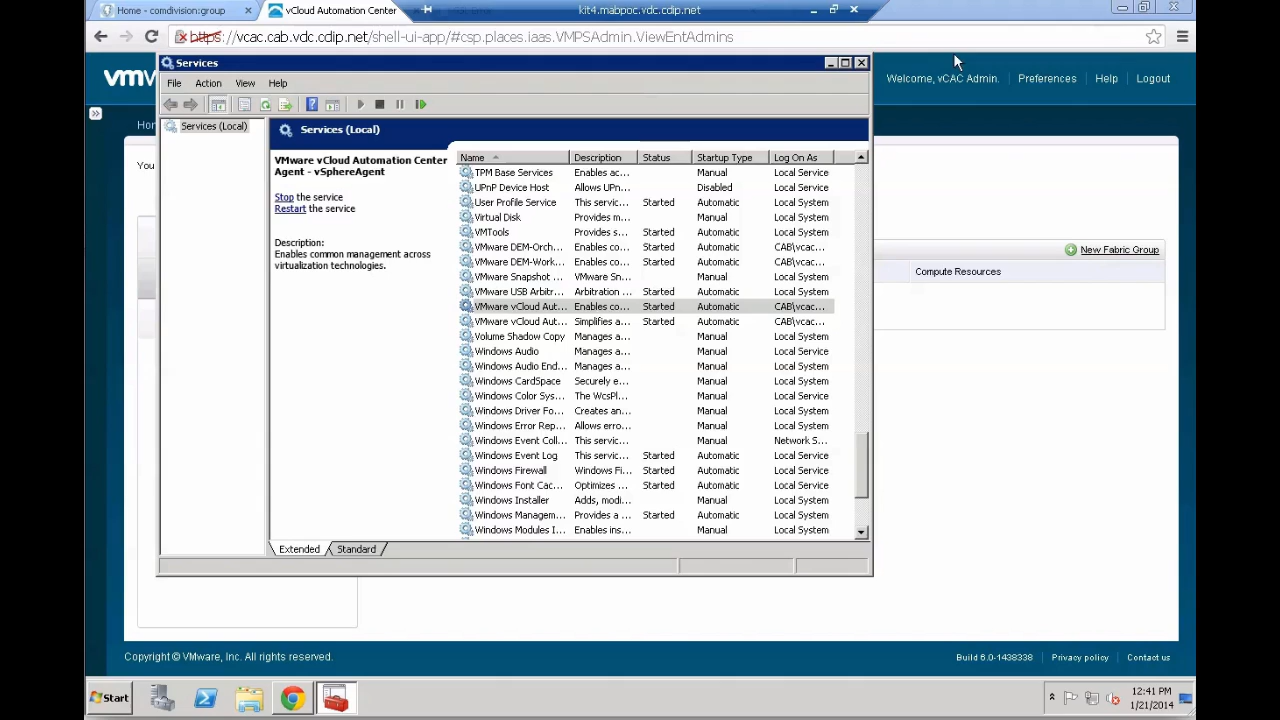 Home - comdivision:group
vCloud Automation Center
kit4.mabpoc.vdc.cdip.net
https://vcac.cab.vdc.cdip.net/shell-ui-app/#csp.places.iaas.VMPSAdmin.ViewEntAdmins
vmw
Services
Welcome, vCAC Admin.
Preferences
Help
Logout
File
Action
View
Help
Hor
Services (Local)
Services (Local)
You
VMware vCloud Automation Center
Agent - vSphereAgent
Stop the service
Restart the service
Description:
Enables common management across
virtualization technologies.
Name Description Status Startup Type Log On As
TPM Base Services Enables ac... Manual Local Service
UPnP Device Host Allows UPn... Disabled Local Service
User Profile Service This servic... Started Automatic Local System
Virtual Disk Provides m... Manual Local System
VMTools Provides s... Started Automatic Local System
VMware DEM-Orch... Enables co... Started Automatic CAB\vcac...
VMware DEM-Work... Enables co... Started Automatic CAB\vcac...
VMware Snapshot ... VMware Sn... Manual Local System
VMware USB Arbitr... Arbitration ... Started Automatic Local System
VMware vCloud Aut... Enables co... Started Automatic CAB\vcac...
VMware vCloud Aut... Simplifies a... Started Automatic CAB\vcac...
Volume Shadow Copy Manages a... Manual Local System
Windows Audio Manages a... Manual Local Service
Windows Audio End... Manages a... Manual Local System
Windows CardSpace Securely e... Manual Local System
Windows Color Sys... The WcsPl... Manual Local Service
Windows Driver Fo... Creates an... Manual Local System
Windows Error Rep... Allows erro... Manual Local System
Windows Event Coll... This servic... Manual Network S...
Windows Event Log This servic... Started Automatic Local Service
Windows Firewall Windows Fi... Started Automatic Local Service
Windows Font Cac... Optimizes ... Started Automatic Local Service
Windows Installer Adds, modi... Manual Local System
Windows Managem... Provides a ... Started Automatic Local System
Windows Modules I... Enables ins... Manual Local System
Extended
Standard
New Fabric Group
Compute Resources
Copyright © VMware, Inc. All rights reserved.
Build 6.0-1438338
Privacy policy
Contact us
Start
12:41 PM
1/21/2014